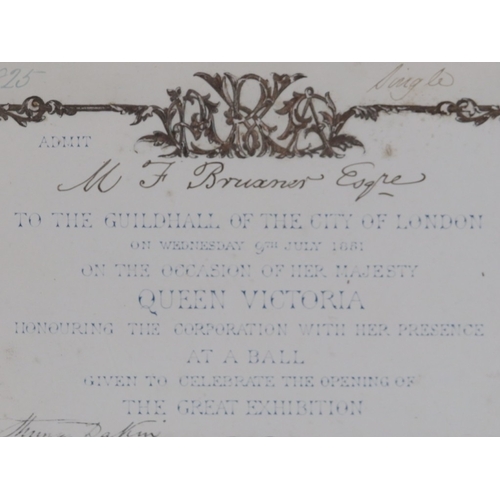 225 Single
ADMIT
M F Bruxner Esqre
TO THE GUILDHALL OF THE CITY OF LONDON
ON WEDNESDAY 9TH JULY 1851
ON THE OCCASION OF HER MAJESTY
QUEEN VICTORIA
HONOURING THE CORPORATION WITH HER PRESENCE
AT A BALL
GIVEN TO CELEBRATE THE OPENING OF
THE GREAT EXHIBITION
Dakin